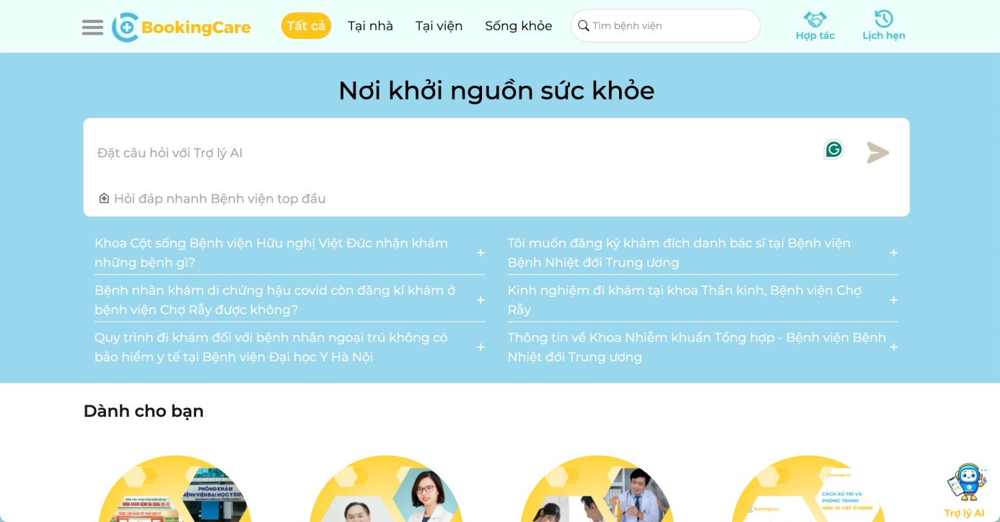 BookingCare
Tất cả
Tại nhà
Tại viện
Sống khỏe
Tìm bệnh viện
Hợp tác
Lịch hẹn
Nơi khởi nguồn sức khỏe
Đặt câu hỏi với Trợ lý AI
Hỏi đáp nhanh Bệnh viện top đầu
Khoa Cột sống Bệnh viện Hữu nghị Việt Đức nhận khám
những bệnh gì?
+
Tôi muốn đăng ký khám đích danh bác sĩ tại Bệnh viện
Bệnh Nhiệt đới Trung ương
+
Bệnh nhân khám di chứng hậu covid còn đăng kí khám ở
bệnh viện Chợ Rẫy được không?
+
Kinh nghiệm đi khám tại khoa Thần kinh, Bệnh viện Chợ
Rẫy
+
Quy trình đi khám đối với bệnh nhân ngoại trú không có
bảo hiểm y tế tại Bệnh viện Đại học Y Hà Nội
+
Thông tin về Khoa Nhiễm khuẩn Tổng hợp - Bệnh viện Bệnh
Nhiệt đới Trung ương
+
Dành cho bạn
PHÒNG KHÁM
BỆNH VIỆN ĐẠI HỌC Y DƯ
KHOA KHÁM BỆNH ĐA KHOA (C1-1)
BookingCare
CÁCH XỬ TRÍ VÀ
PHÒNG TRÁNH
MẮC DỊ VẬT Ở HỌNG
BookingCare
Trợ lý AI